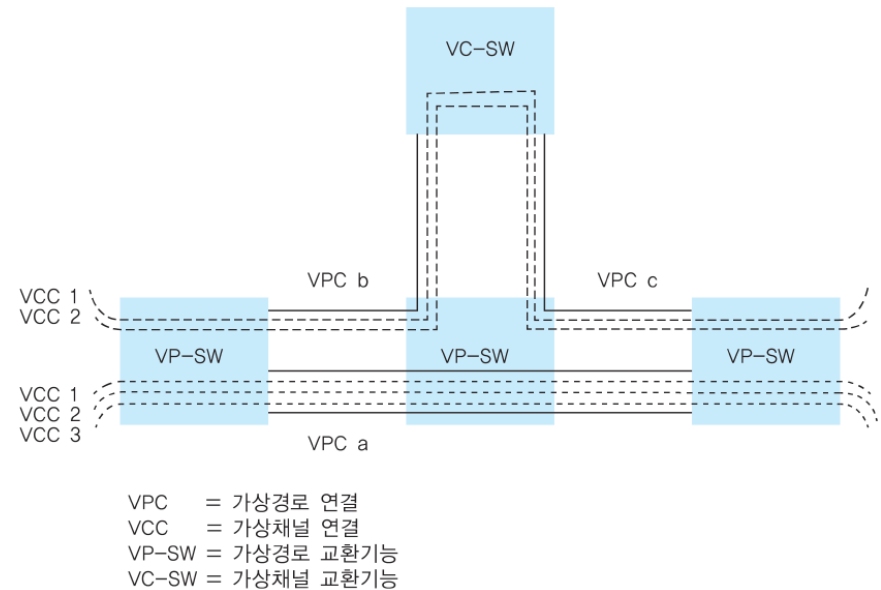 VC-SW
VPC b
VPC c
VCC 1
VCC 2
VP-SW
VP-SW
VP-SW
VCC 1
VCC 2
VCC 3
VPC a
VPC = 가상경로 연결
VCC = 가상채널 연결
VP-SW = 가상경로 교환기능
VC-SW = 가상채널 교환기능